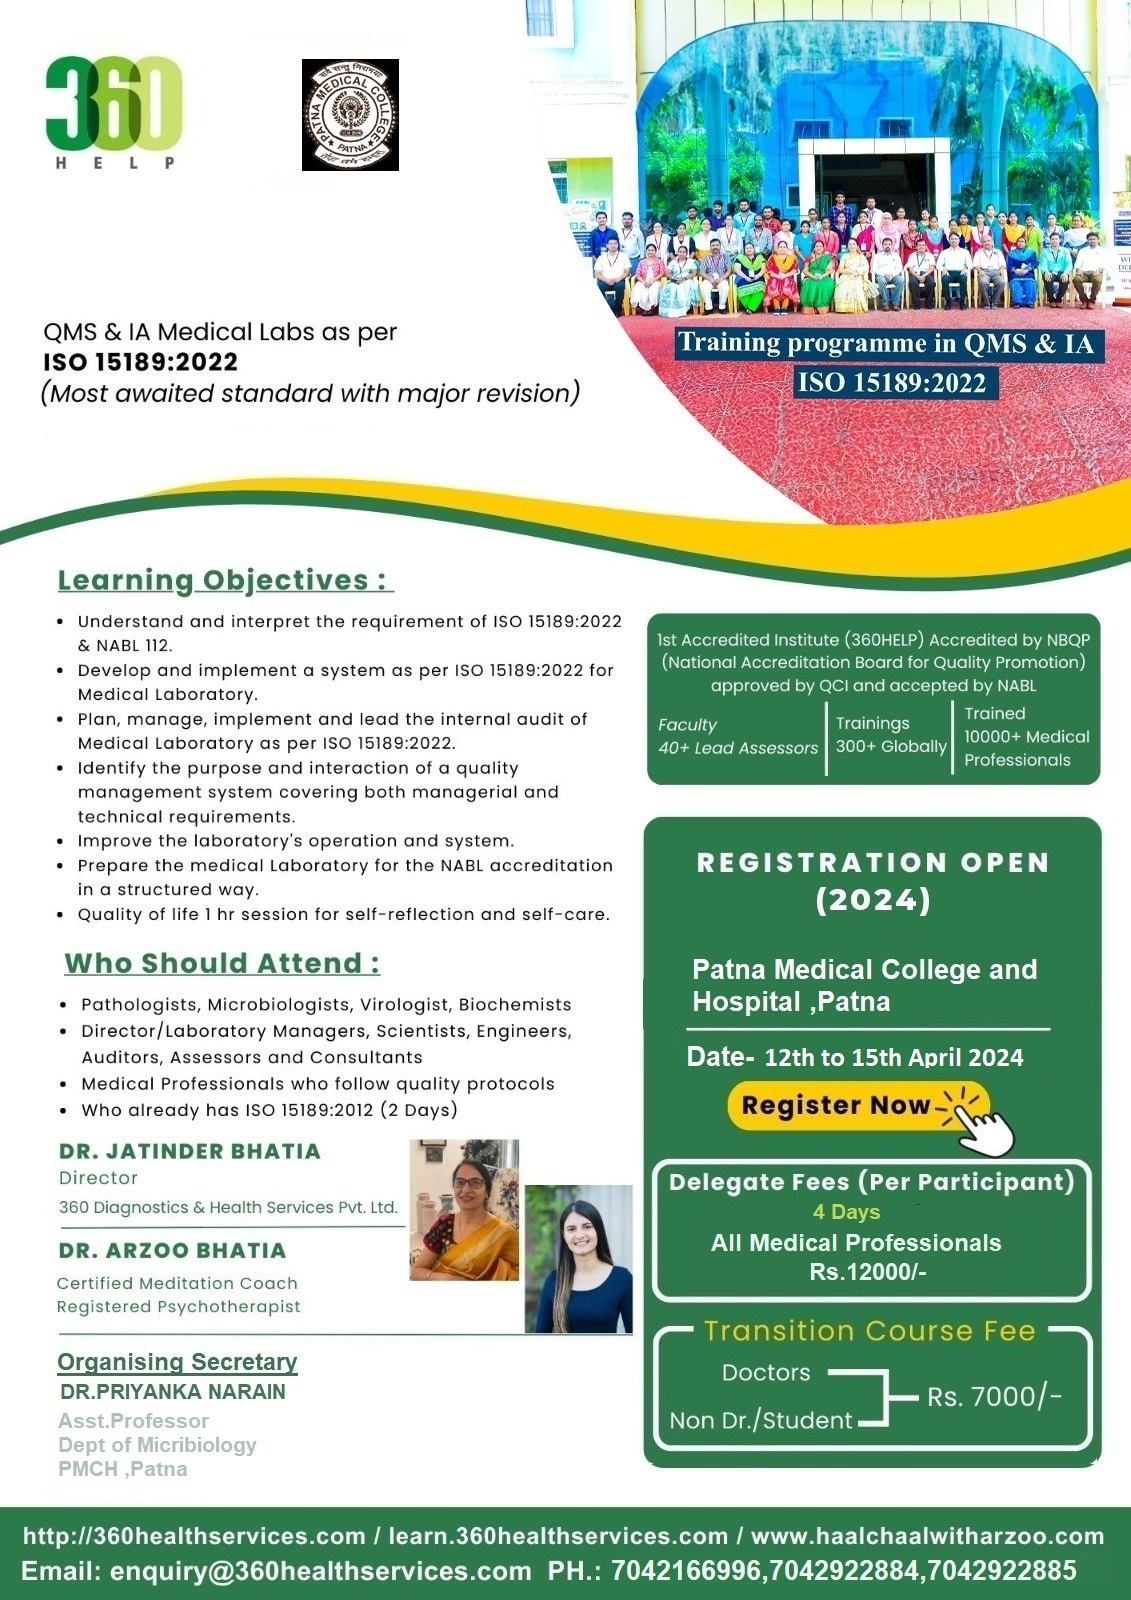 360
HELP
सर्वे सन्तु निरामयाः
PATNA MEDICAL COLLEGE
PATNA
QMS & IA Medical Labs as per
ISO 15189:2022
(Most awaited standard with major revision)
Training programme in QMS & IA
ISO 15189:2022
Learning Objectives :
• Understand and interpret the requirement of ISO 15189:2022
& NABL 112.
• Develop and implement a system as per ISO 15189:2022 for
Medical Laboratory.
• Plan, manage, implement and lead the internal audit of
Medical Laboratory as per ISO 15189:2022.
• Identify the purpose and interaction of a quality
management system covering both managerial and
technical requirements.
• Improve the laboratory's operation and system.
• Prepare the medical Laboratory for the NABL accreditation
in a structured way.
• Quality of life 1 hr session for self-reflection and self-care.
Who Should Attend :
• Pathologists, Microbiologists, Virologist, Biochemists
• Director/Laboratory Managers, Scientists, Engineers,
Auditors, Assessors and Consultants
• Medical Professionals who follow quality protocols
• Who already has ISO 15189:2012 (2 Days)
DR. JATINDER BHATIA
Director
360 Diagnostics & Health Services Pvt. Ltd.
DR. ARZOO BHATIA
Certified Meditation Coach
Registered Psychotherapist
Organising Secretary
DR.PRIYANKA NARAIN
Asst.Professor
Dept of Micribiology
PMCH ,Patna
1st Accredited Institute (360HELP) Accredited by NBQP
(National Accreditation Board for Quality Promotion)
approved by QCI and accepted by NABL
Faculty
40+ Lead Assessors
Trainings
300+ Globally
Trained
10000+ Medical
Professionals
REGISTRATION OPEN
(2024)
Patna Medical College and
Hospital ,Patna
Date- 12th to 15th April 2024
Register Now
Delegate Fees (Per Participant)
4 Days
All Medical Professionals
Rs.12000/-
Transition Course Fee
Doctors
Non Dr./Student
Rs. 7000/-
http://360healthservices.com / learn.360healthservices.com / www.haalchaalwitharzoo.com
Email: enquiry@360healthservices.com PH.: 7042166996,7042922884,7042922885